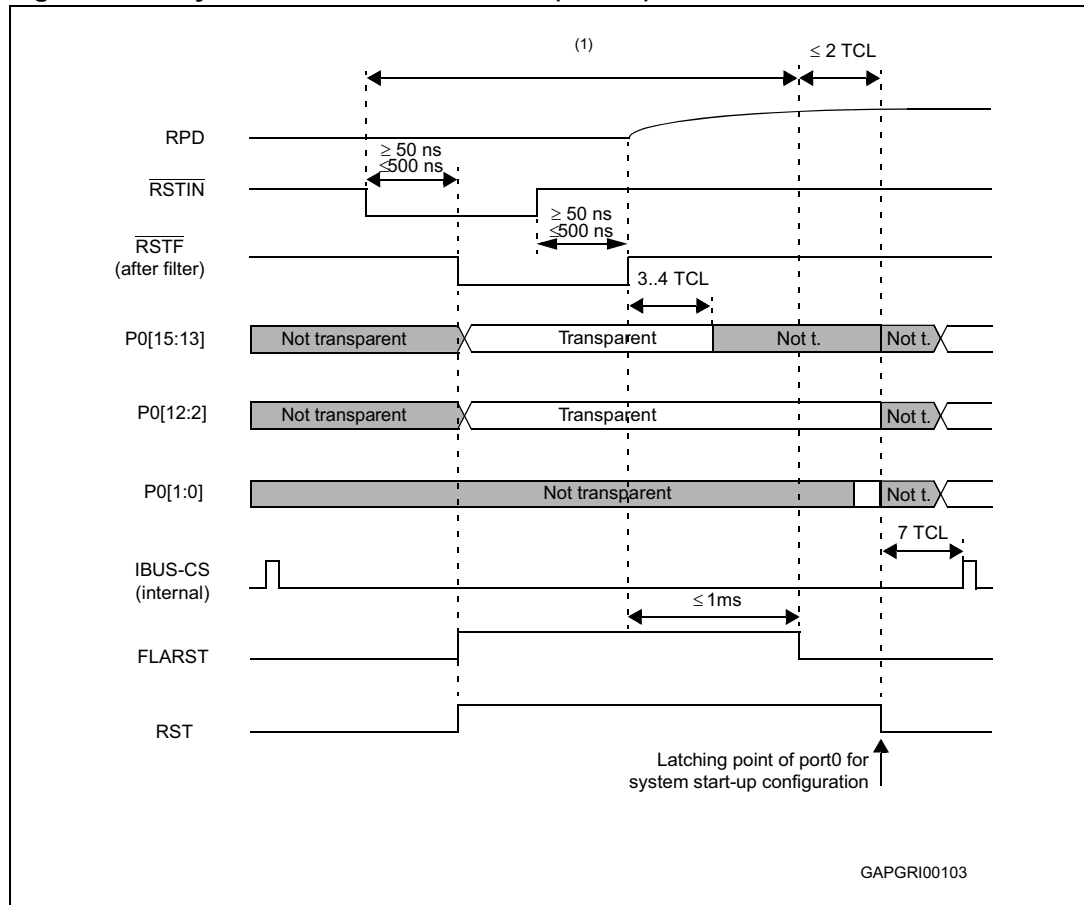 (1)
≤ 2 TCL
RPD
≥ 50 ns
≤500 ns
RSTIN
≥ 50 ns
≤500 ns
RSTF
(after filter)
3..4 TCL
P0[15:13]
Not transparent
Transparent
Not t.
Not t.
P0[12:2]
Not transparent
Transparent
Not t.
P0[1:0]
Not transparent
Not t.
7 TCL
IBUS-CS
(internal)
≤ 1ms
FLARST
RST
Latching point of port0 for
system start-up configuration
GAPGRI00103